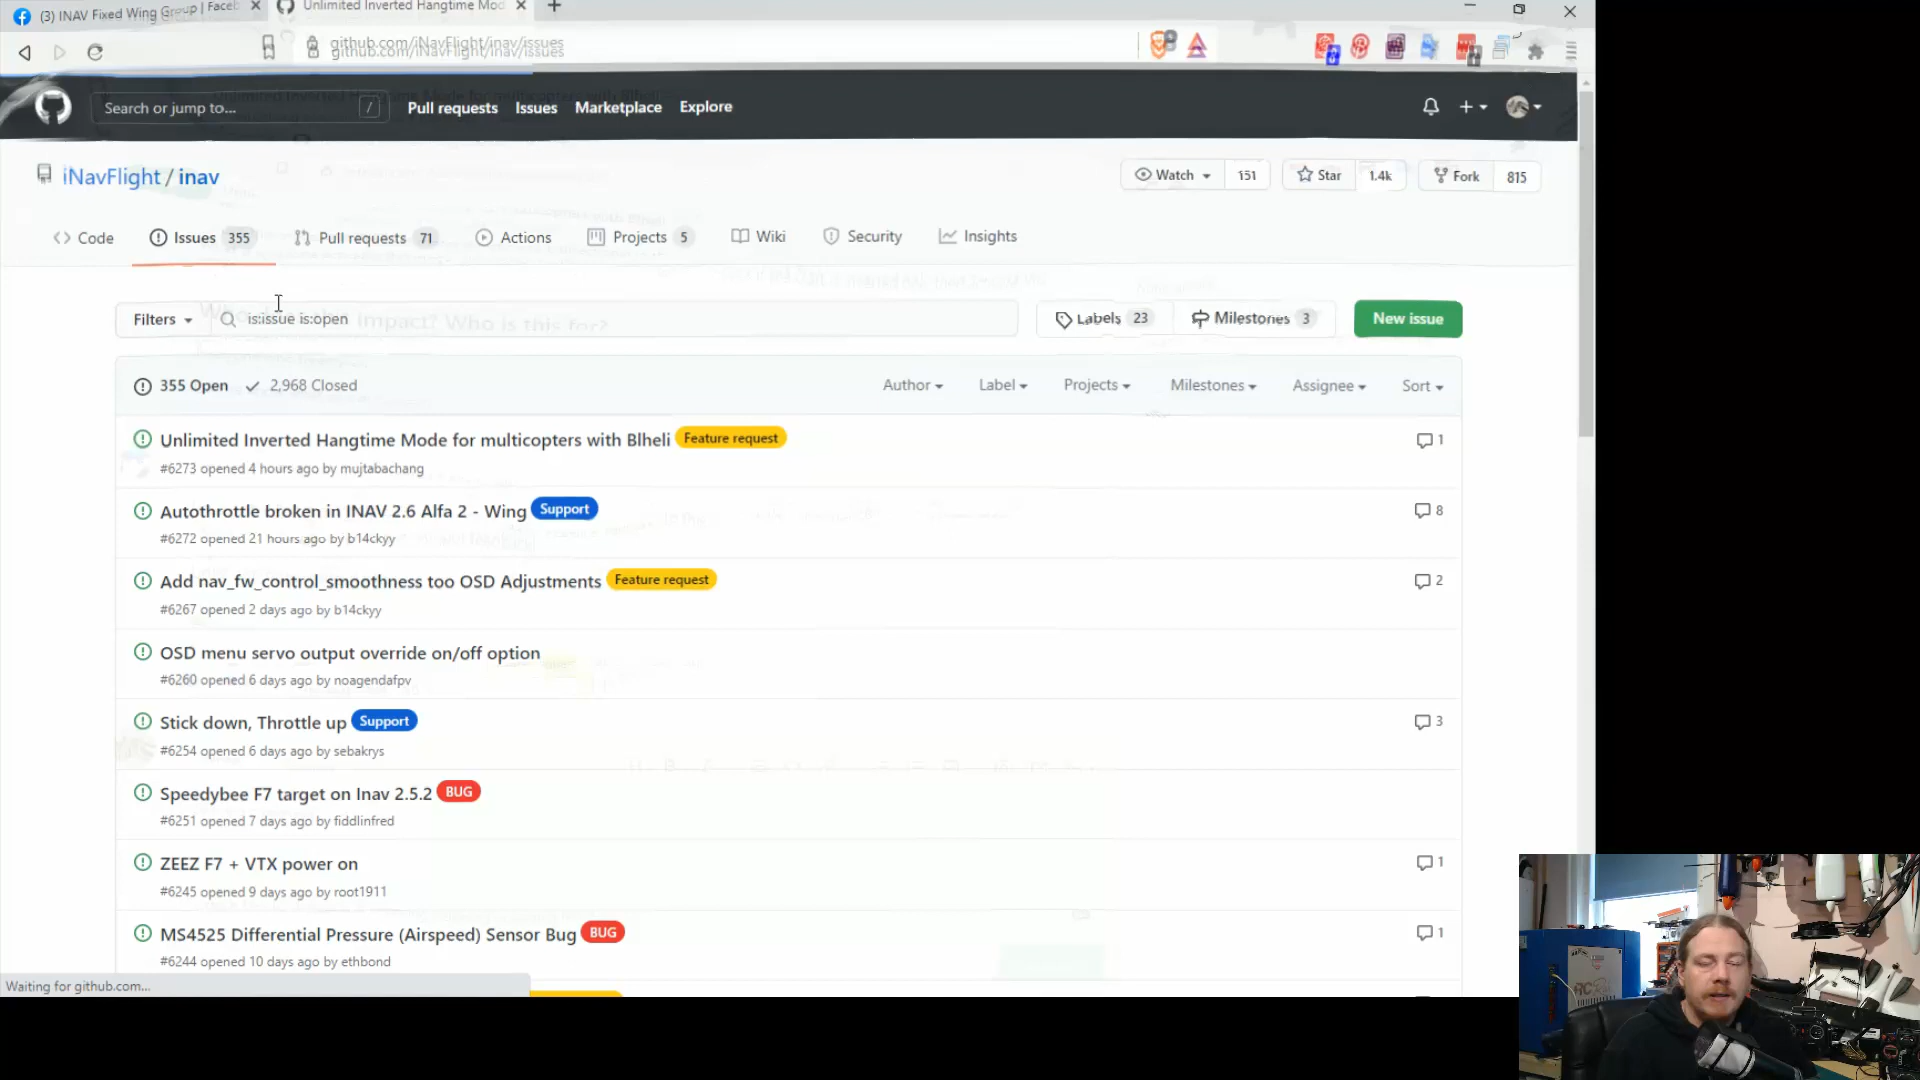 (3) INAV Fixed Wing Group | Faceb
Unlimited Inverted Hangtime Mod
github.com/iNavFlight/inav/issues
Search or jump to...
/
Pull requests
Issues
Marketplace
Explore
iNavFlight / inav
Watch
151
Star
1.4k
Fork
815
Code
Issues 355
Pull requests 71
Actions
Projects 5
Wiki
Security
Insights
Filters
is:issue is:open
impact? Who is this for?
Labels 23
Milestones 3
New issue
355 Open
2,968 Closed
Author
Label
Projects
Milestones
Assignee
Sort
Unlimited Inverted Hangtime Mode for multicopters with Blheli Feature request
1
#6273 opened 4 hours ago by mujtabachang
Autothrottle broken in INAV 2.6 Alfa 2 - Wing Support
8
#6272 opened 21 hours ago by b14ckyy
Add nav_fw_control_smoothness too OSD Adjustments Feature request
2
#6267 opened 2 days ago by b14ckyy
OSD menu servo output override on/off option
#6260 opened 6 days ago by noagendafpv
Stick down, Throttle up Support
3
#6254 opened 6 days ago by sebakrys
Speedybee F7 target on Inav 2.5.2 BUG
#6251 opened 7 days ago by fiddlinfred
ZEEZ F7 + VTX power on
1
#6245 opened 9 days ago by root1911
MS4525 Differential Pressure (Airspeed) Sensor Bug BUG
1
#6244 opened 10 days ago by ethbond
Waiting for github.com...